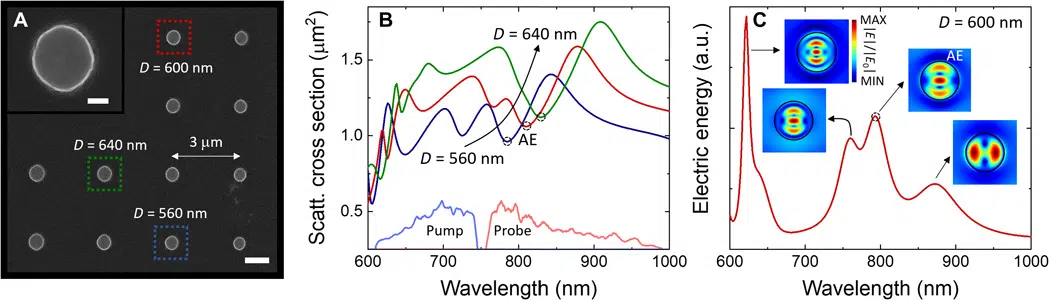 A
D = 600 nm
D = 640 nm
3 μm
D = 560 nm
B
Scatt. cross section (μm2)
1.5
1.0
0.5
D = 640 nm
AE
D = 560 nm
Pump
Probe
600
700
800
900
1000
Wavelength (nm)
C
D = 600 nm
Electric energy (a.u.)
MAX
|E|/|E0|
MIN
AE
600
700
800
900
1000
Wavelength (nm)